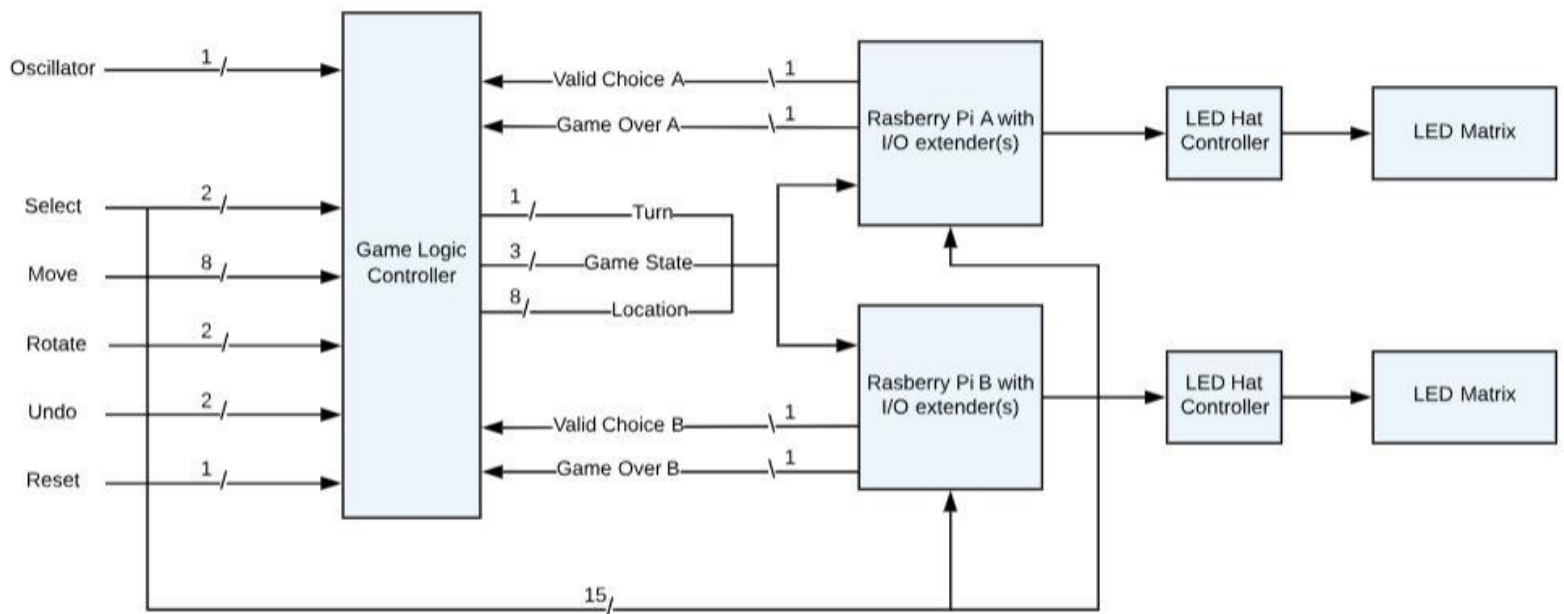 Oscillator
1
Select
2
Move
8
Rotate
2
Undo
2
Reset
1
Game Logic
Controller
Valid Choice A
1
Game Over A
1
1
Turn
3
Game State
8
Location
Valid Choice B
1
Game Over B
1
15
Rasberry Pi A with
I/O extender(s)
LED Hat
Controller
LED Matrix
Rasberry Pi B with
I/O extender(s)
LED Hat
Controller
LED Matrix